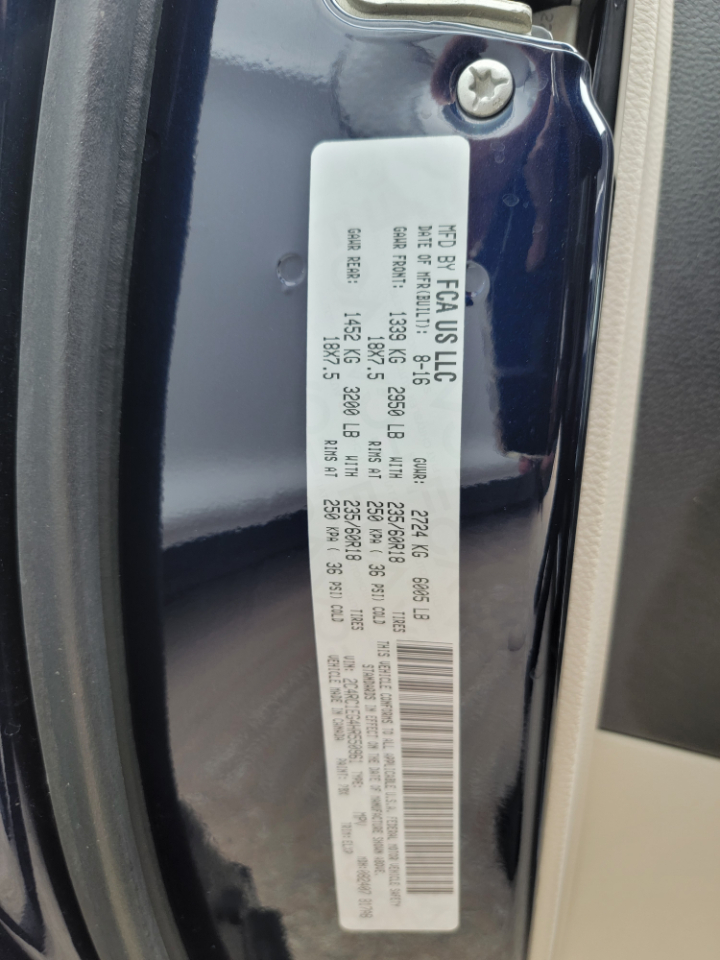 MFD BY FCA US LLC
DATE OF MFR(BUILT): 8-16 GVWR: 2724 KG 6005 LB
GAWR FRONT: 1339 KG 2950 LB WITH 235/60R18 TIRES
18X7.5 RIMS AT 250 KPA ( 36 PSI) COLD
GAWR REAR: 1452 KG 3200 LB WITH 235/60R18 TIRES
18X7.5 RIMS AT 250 KPA ( 36 PSI) COLD
THIS VEHICLE CONFORMS TO ALL APPLICABLE U.S.A. FEDERAL MOTOR VEHICLE SAFETY
STANDARDS IN EFFECT ON THE DATE OF MANUFACTURE SHOWN ABOVE.
VIN: TYPE: MPV
VEHICLE MADE IN CANADA PAINT: